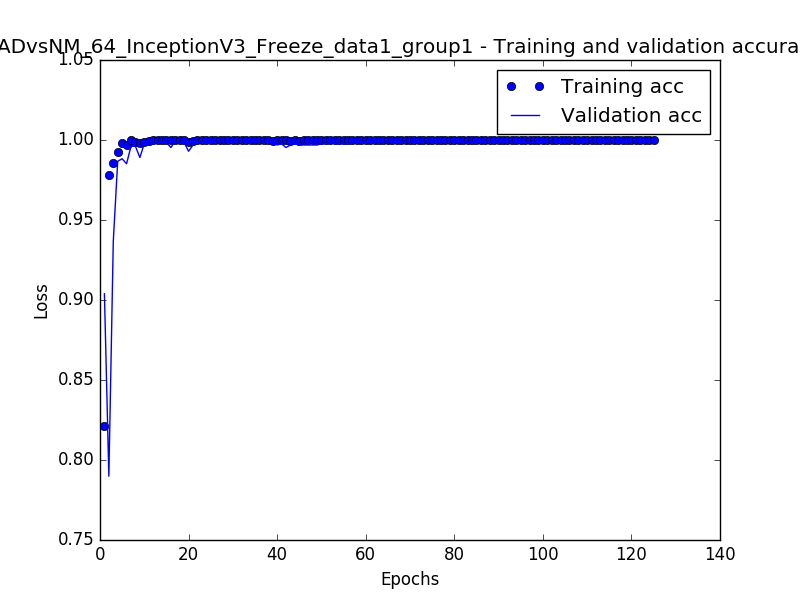 ADvsNM_64_InceptionV3_Freeze_data1_group1 - Training and validation accura
1.05
1.00
0.95
0.90
0.85
0.80
0.75
Loss
Training acc
Validation acc
0 20 40 60 80 100 120 140
Epochs